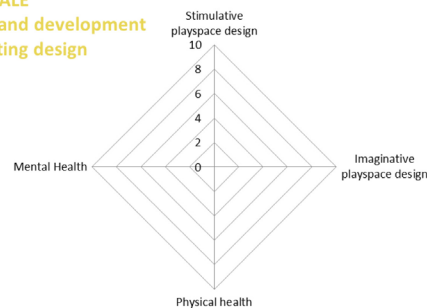 ALE
and development
ting design
Stimulative
playspace design
10
8
6
4
2
0
Mental Health
Imaginative
playspace design
Physical health